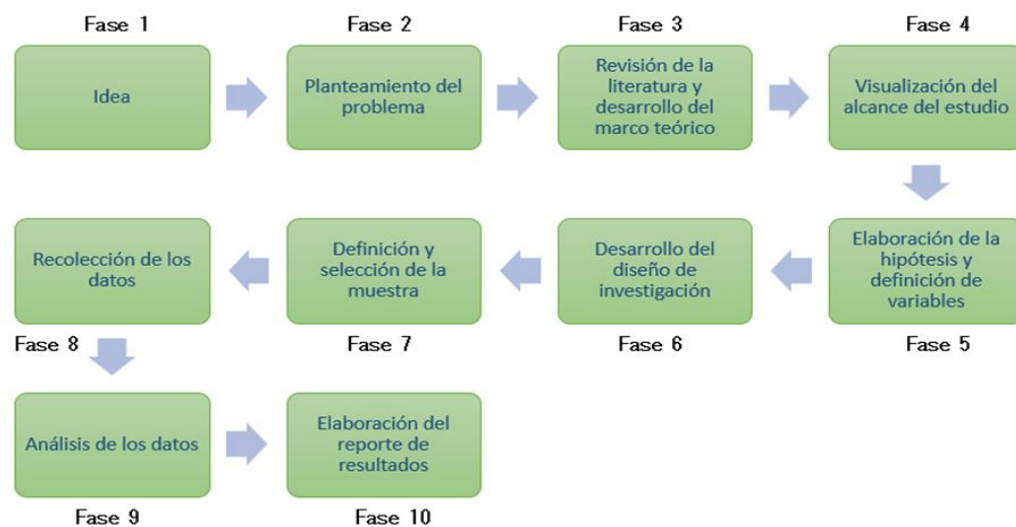 Fase 1
Idea
Fase 2
Planteamiento del
problema
Fase 3
Revisión de la
literatura y
desarrollo del
marco teórico
Fase 4
Visualización del
alcance del estudio
Elaboración de la
hipótesis y
definición de
variables
Fase 5
Desarrollo del
diseño de
investigación
Fase 6
Definición y
selección de la
muestra
Fase 7
Recolección de los
datos
Fase 8
Análisis de los datos
Fase 9
Elaboración del
reporte de
resultados
Fase 10